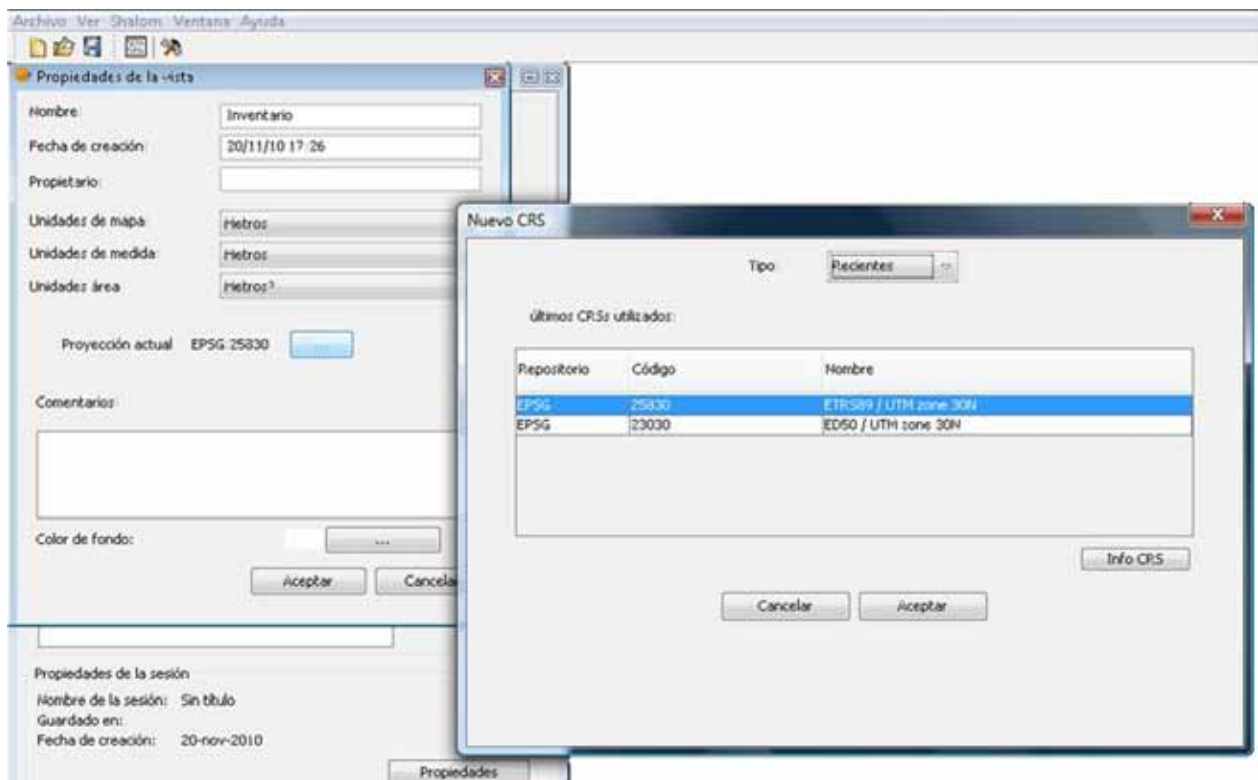 Archivo Ver Shalom Ventana Ayuda
Propiedades de la vista
Nombre: Inventario
Fecha de creación 20/11/10 17:26
Propietario:
Unidades de mapa Metros
Unidades de medida Metros
Unidades área Metros²
Proyección actual EPSG 25830 ...
Comentarios
Color de fondo: ...
Aceptar Cancelar
Propiedades de la sesión
Nombre de la sesión: Sin título
Guardado en:
Fecha de creación: 20-nov-2010
Propiedades
Nuevo CRS
Tipo Recientes
últimos CRSs utilizados:
Repositorio Código Nombre
EPSG 25830 ETRS89 / UTM zone 30N
EPSG 23030 ED50 / UTM zone 30N
Info CRS
Cancelar Aceptar